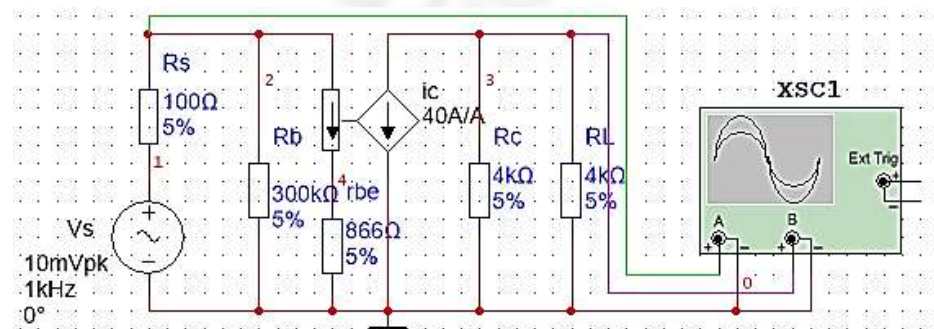 Rs
100Ω
5%
1
Vs
10mVpk
1kHz
0°
2
Rb
300kΩ
5%
4
rbe
866Ω
5%
ic
40A/A
3
Rc
4kΩ
5%
RL
4kΩ
5%
XSC1
Ext Trig
+
−
A
B
+
−
+
−
0